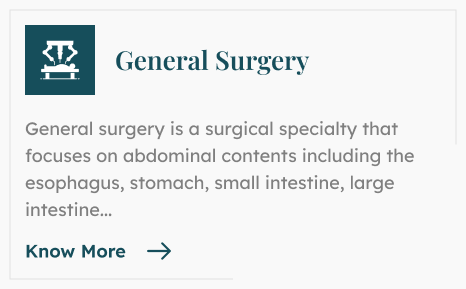 General Surgery
General surgery is a surgical specialty that
focuses on abdominal contents including the
esophagus, stomach, small intestine, large
intestine...
Know More